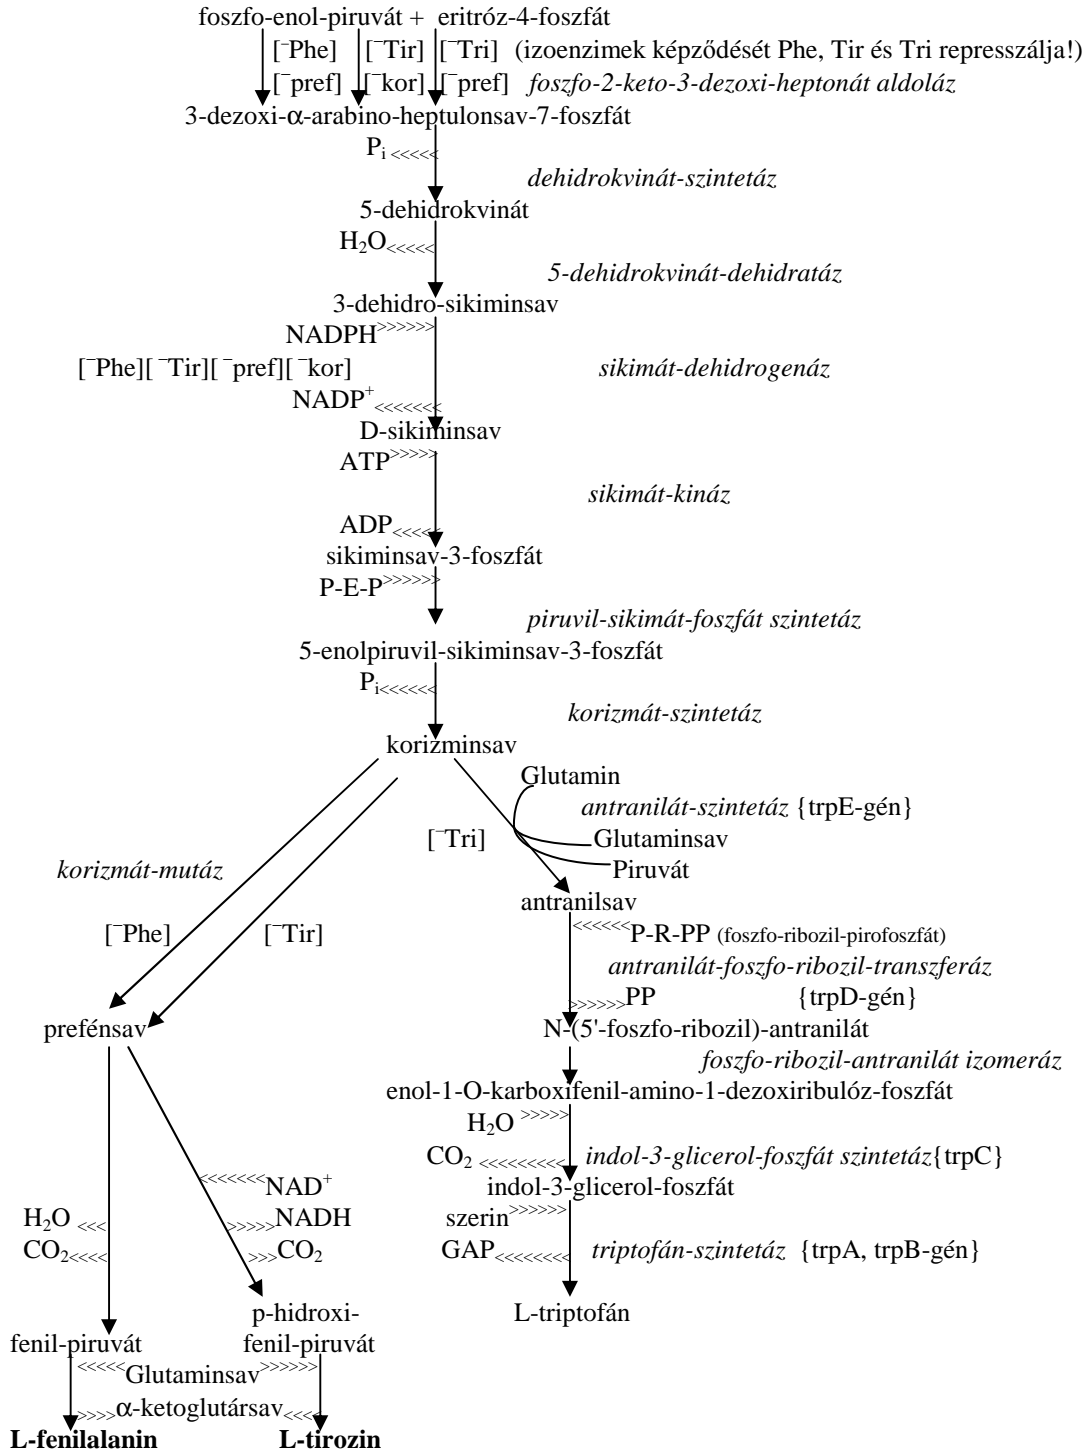 foszfo-enol-piruvát + eritróz-4-foszfát
[⁻Phe] [⁻Tir] [⁻Tri] (izoenzimek képződését Phe, Tir és Tri represszálja!)
[⁻pref] [⁻kor] [⁻pref] foszfo-2-keto-3-dezoxi-heptonát aldoláz
3-dezoxi-α-arabino-heptulonsav-7-foszfát
Pi <<<<<
dehidrokvinát-szintetáz
5-dehidrokvinát
H₂O<<<<<
5-dehidrokvinát-dehidratáz
3-dehidro-sikiminsav
NADPH>>>>>>
[⁻Phe][⁻Tir][⁻pref][⁻kor] sikimát-dehidrogenáz
NADP⁺<<<<<<<
D-sikiminsav
ATP>>>>>
sikimát-kináz
ADP<<<<<
sikiminsav-3-foszfát
P-E-P>>>>>>
piruvil-sikimát-foszfát szintetáz
5-enolpiruvil-sikiminsav-3-foszfát
Pi<<<<<<
korizmát-szintetáz
korizminsav
Glutamin
antranilát-szintetáz {trpE-gén}
[⁻Tri] Glutaminsav
korizmát-mutáz Piruvát
antranilsav
[⁻Phe] [⁻Tir] <<<<<<P-R-PP (foszfo-ribozil-pirofoszfát)
antranilát-foszfo-ribozil-transzferáz
>>>>>>PP {trpD-gén}
prefénsav N-(5'-foszfo-ribozil)-antranilát
foszfo-ribozil-antranilát izomeráz
enol-1-O-karboxifenil-amino-1-dezoxiribulóz-foszfát
H₂O >>>>>
CO₂ <<<<<<<<< indol-3-glicerol-foszfát szintetáz{trpC}
<<<<<<<NAD⁺ indol-3-glicerol-foszfát
H₂O <<< >>>>>NADH szerin>>>>>>
CO₂<<<< >>>CO₂ GAP<<<<<<<< triptofán-szintetáz {trpA, trpB-gén}
p-hidroxi- L-triptofán
fenil-piruvát fenil-piruvát
<<<<<Glutaminsav>>>>>>
>>>>α-ketoglutársav<<<<
L-fenilalanin L-tirozin